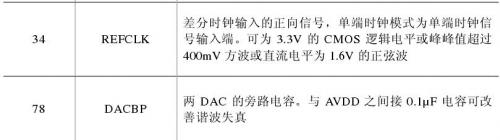 34 REFCLK 差分时钟输入的正向信号，单端时钟模式为单端时钟信
号输入端。可为 3.3V 的 CMOS 逻辑电平或峰峰值超过
400mV 方波或直流电平为 1.6V 的正弦波
78 DACBP 两 DAC 的旁路电容。与 AVDD 之间接 0.1μF 电容可改
善谐波失真